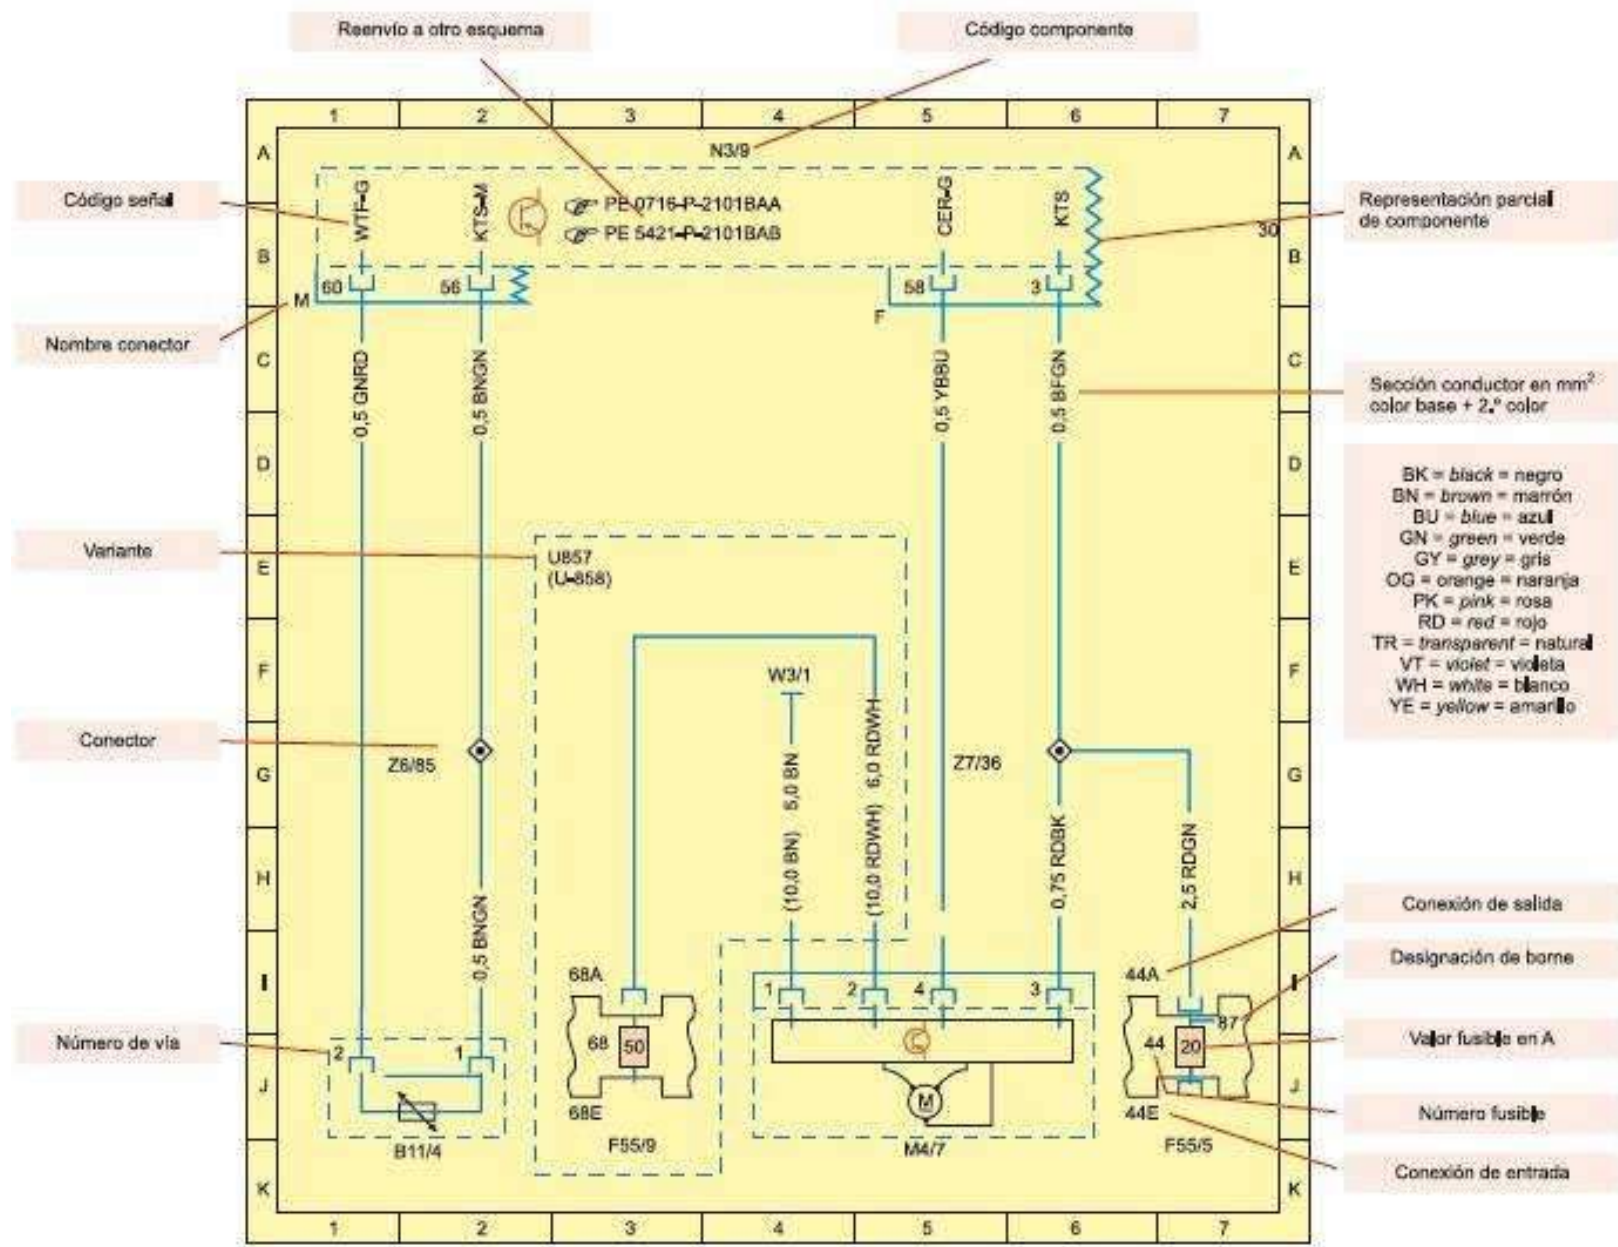 Reenvío a otro esquema
Código componente
1 2 3 4 5 6 7
A
N3/9
A
Código señal
WTF-G
KTS-M
PE 0716-P-2101BAA
PE 5421-P-2101BAB
CER-G
KTS
Representación parcial
de componente
30
B
B
60
56
58
3
M
F
Nombre conector
C
C
0,5 GNRD
0,5 BNGN
0,5 YBBU
0,5 BFGN
Sección conductor en mm²
color base + 2.º color
D
D
BK = black = negro
BN = brown = marrón
BU = blue = azul
GN = green = verde
GY = grey = gris
OG = orange = naranja
PK = pink = rosa
RD = red = rojo
TR = transparent = natural
VT = violet = violeta
WH = white = blanco
YE = yellow = amarillo
Variante
E
U857
(U-858)
E
F
W3/1
F
Conector
Z6/85
Z7/36
G
G
(10,0 BN) 5,0 BN
(10,0 RDWH) 6,0 RDWH
0,75 RDBK
2,5 RDGN
H
H
0,5 BNGN
Conexión de salida
Designación de borne
I
68A
1
2
4
3
44A
I
87
Número de vía
2
1
68
50
44
20
Valor fusible en A
J
M
J
68E
44E
Número fusible
B11/4
F55/9
M4/7
F55/5
Conexión de entrada
K
K
1 2 3 4 5 6 7